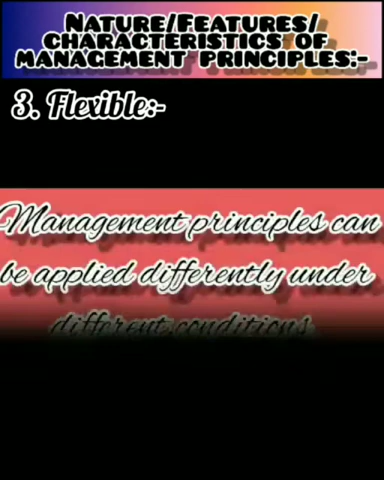 Nature/Features/
characteristics of
management principles:-
3. Flexible:-
Management principles can
be applied differently under
different conditions